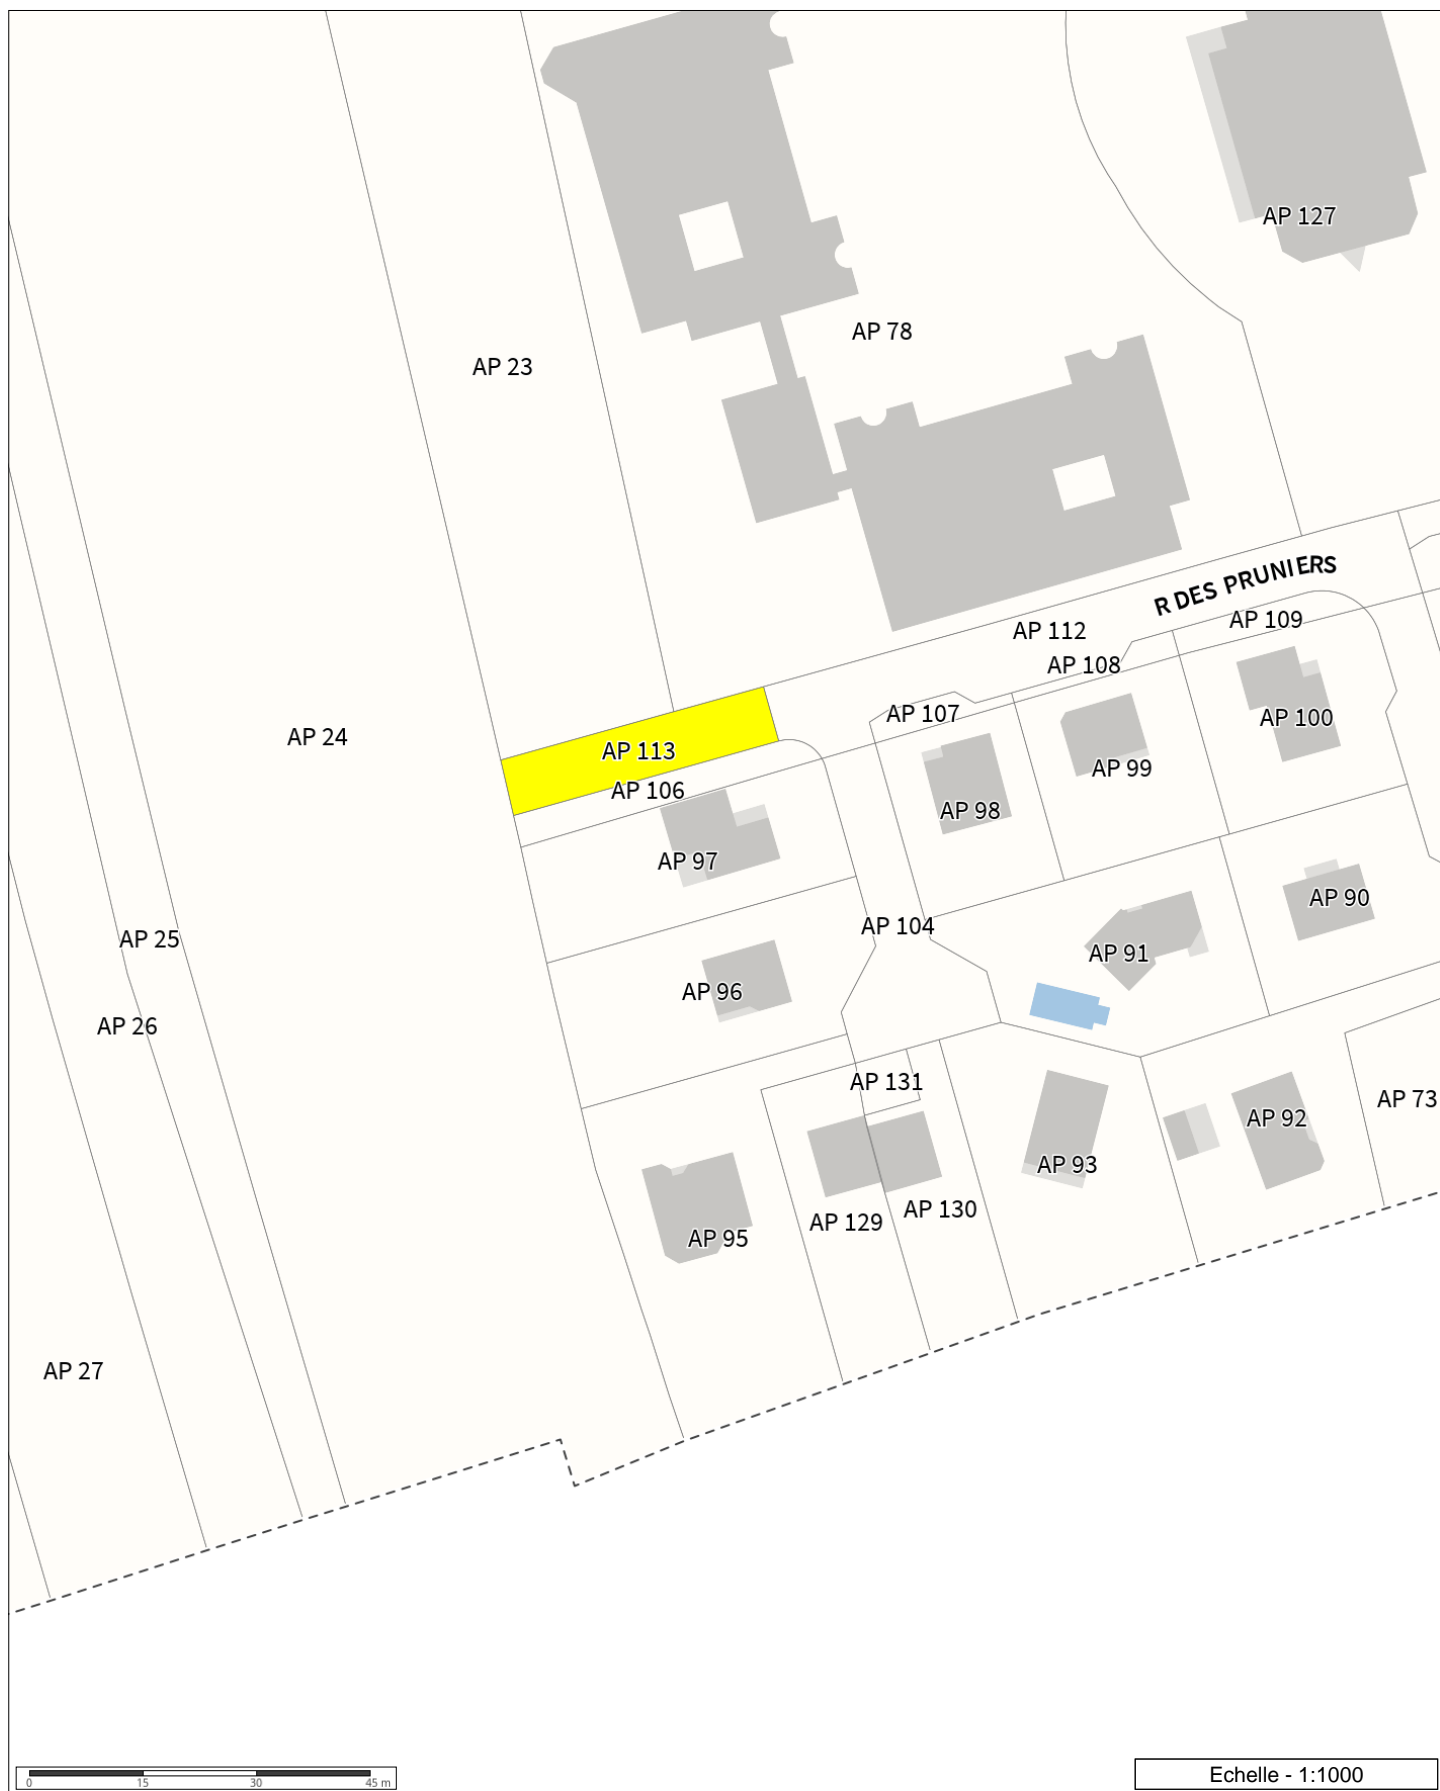 AP 127
AP 78
AP 23
R DES PRUNIERS
AP 109
AP 112
AP 108
AP 107
AP 100
AP 24
AP 113
AP 99
AP 106
AP 98
AP 97
AP 90
AP 104
AP 25
AP 91
AP 96
AP 26
AP 131
AP 73
AP 92
AP 93
AP 130
AP 129
AP 95
AP 27
0 15 30 45 m
Echelle - 1:1000